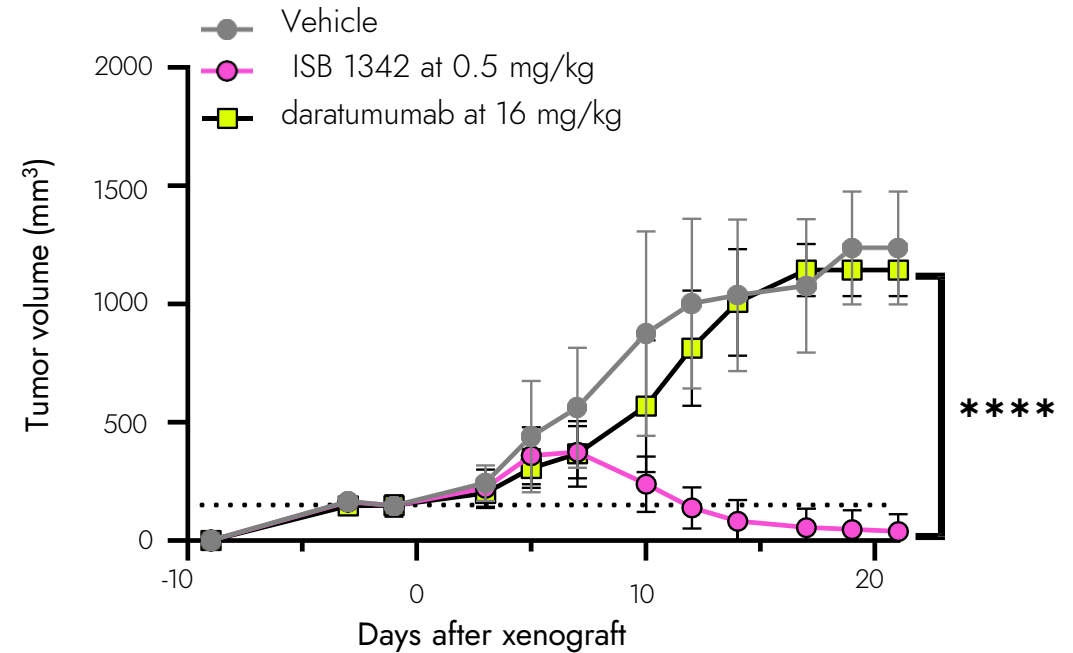 Vehicle
ISB 1342 at 0.5 mg/kg
daratumumab at 16 mg/kg
Tumor volume (mm³)
2000
1500
1000
500
0
****
-10
0
10
20
Days after xenograft